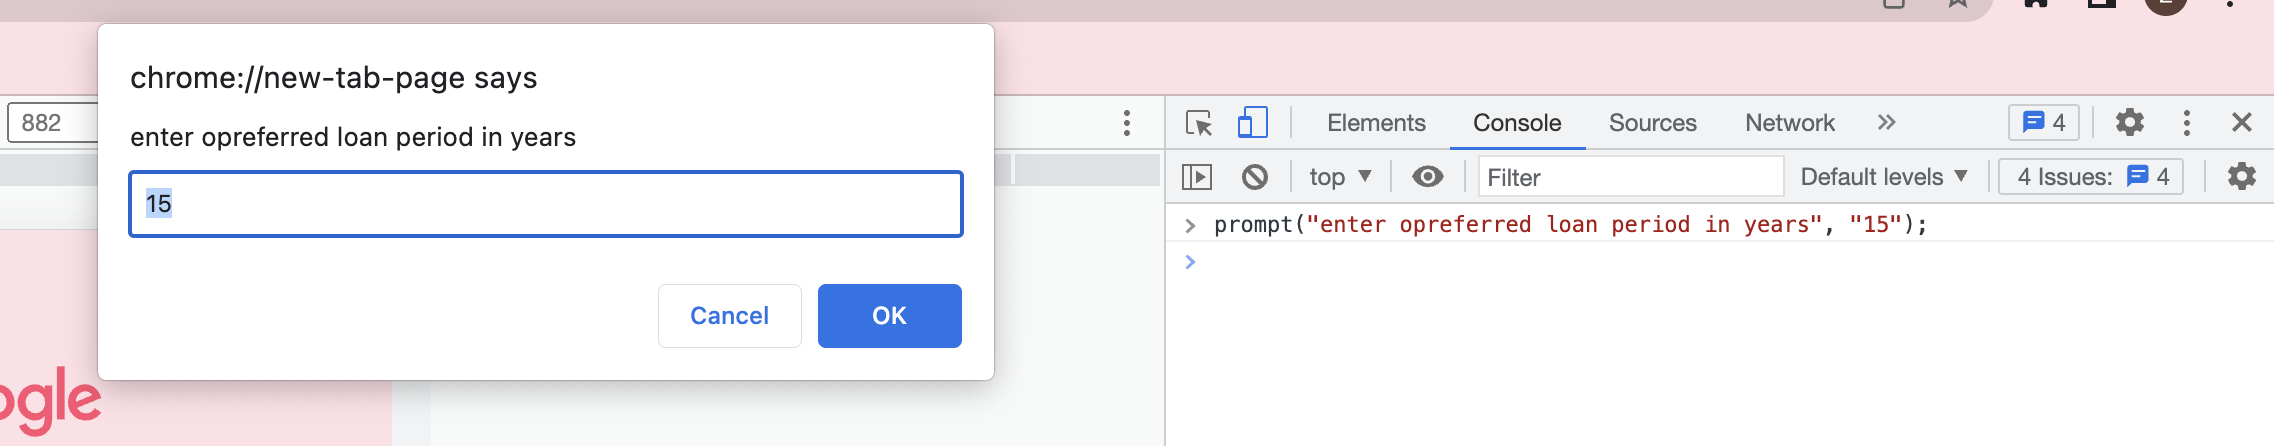 chrome://new-tab-page says
enter opreferred loan period in years
15
Cancel
OK
882
Elements
Console
Sources
Network
4
top
Filter
Default levels
4 Issues:
4
prompt("enter opreferred loan period in years", "15");
ogle